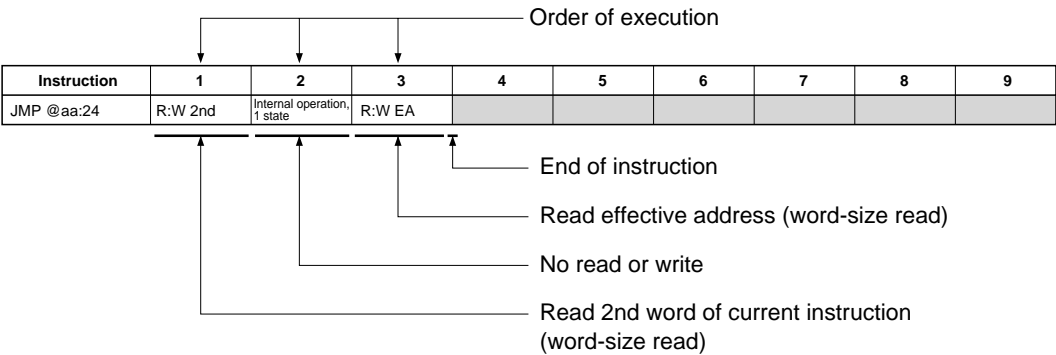 Order of execution
Instruction 1 2 3 4 5 6 7 8 9
JMP @aa:24 R:W 2nd Internal operation, R:W EA
1 state
End of instruction
Read effective address (word-size read)
No read or write
Read 2nd word of current instruction
(word-size read)